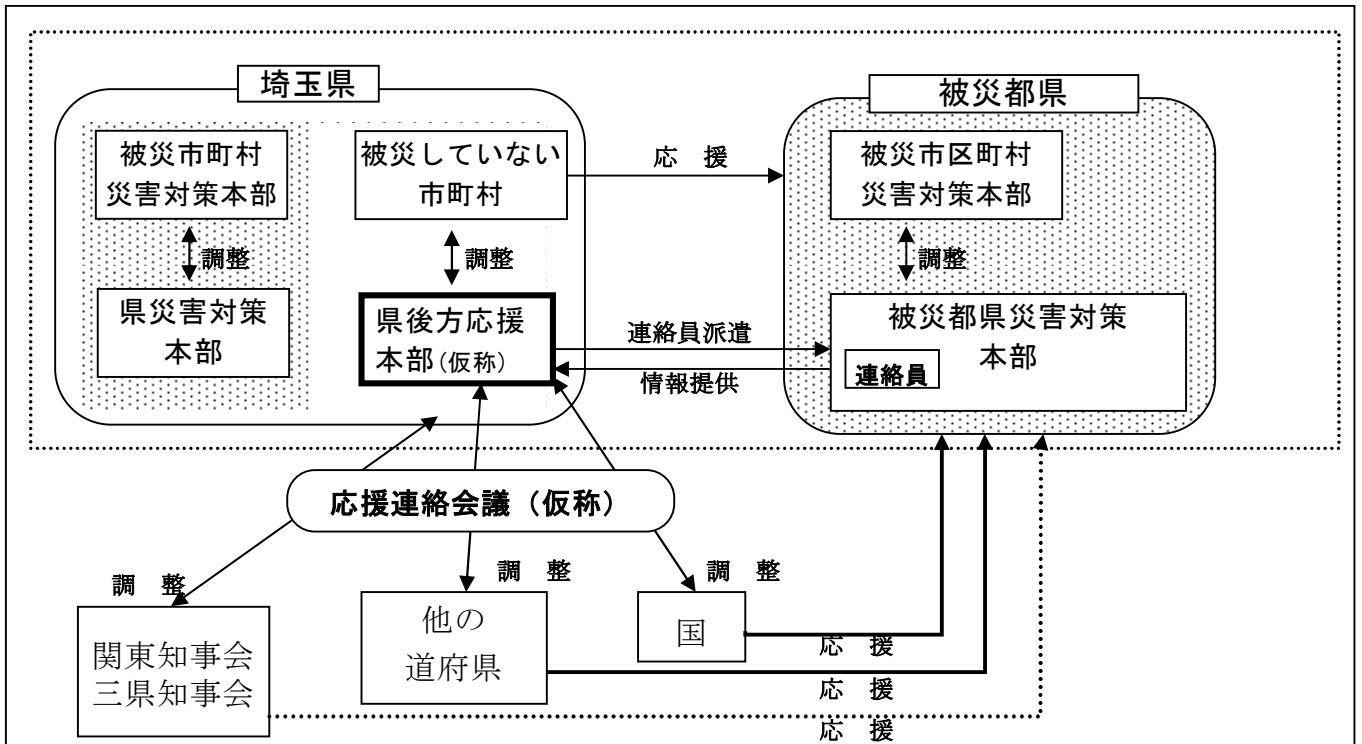 埼玉県
被災都県
被災市町村
災害対策本部
被災していない
市町村
応　援
被災市区町村
災害対策本部
調整
調整
調整
県災害対策
本部
県後方応援
本部(仮称)
連絡員派遣
情報提供
被災都県災害対策
本部
連絡員
応援連絡会議（仮称）
調　整
調　整
調　整
関東知事会
三県知事会
他の
道府県
国
応　援
応　援
応　援